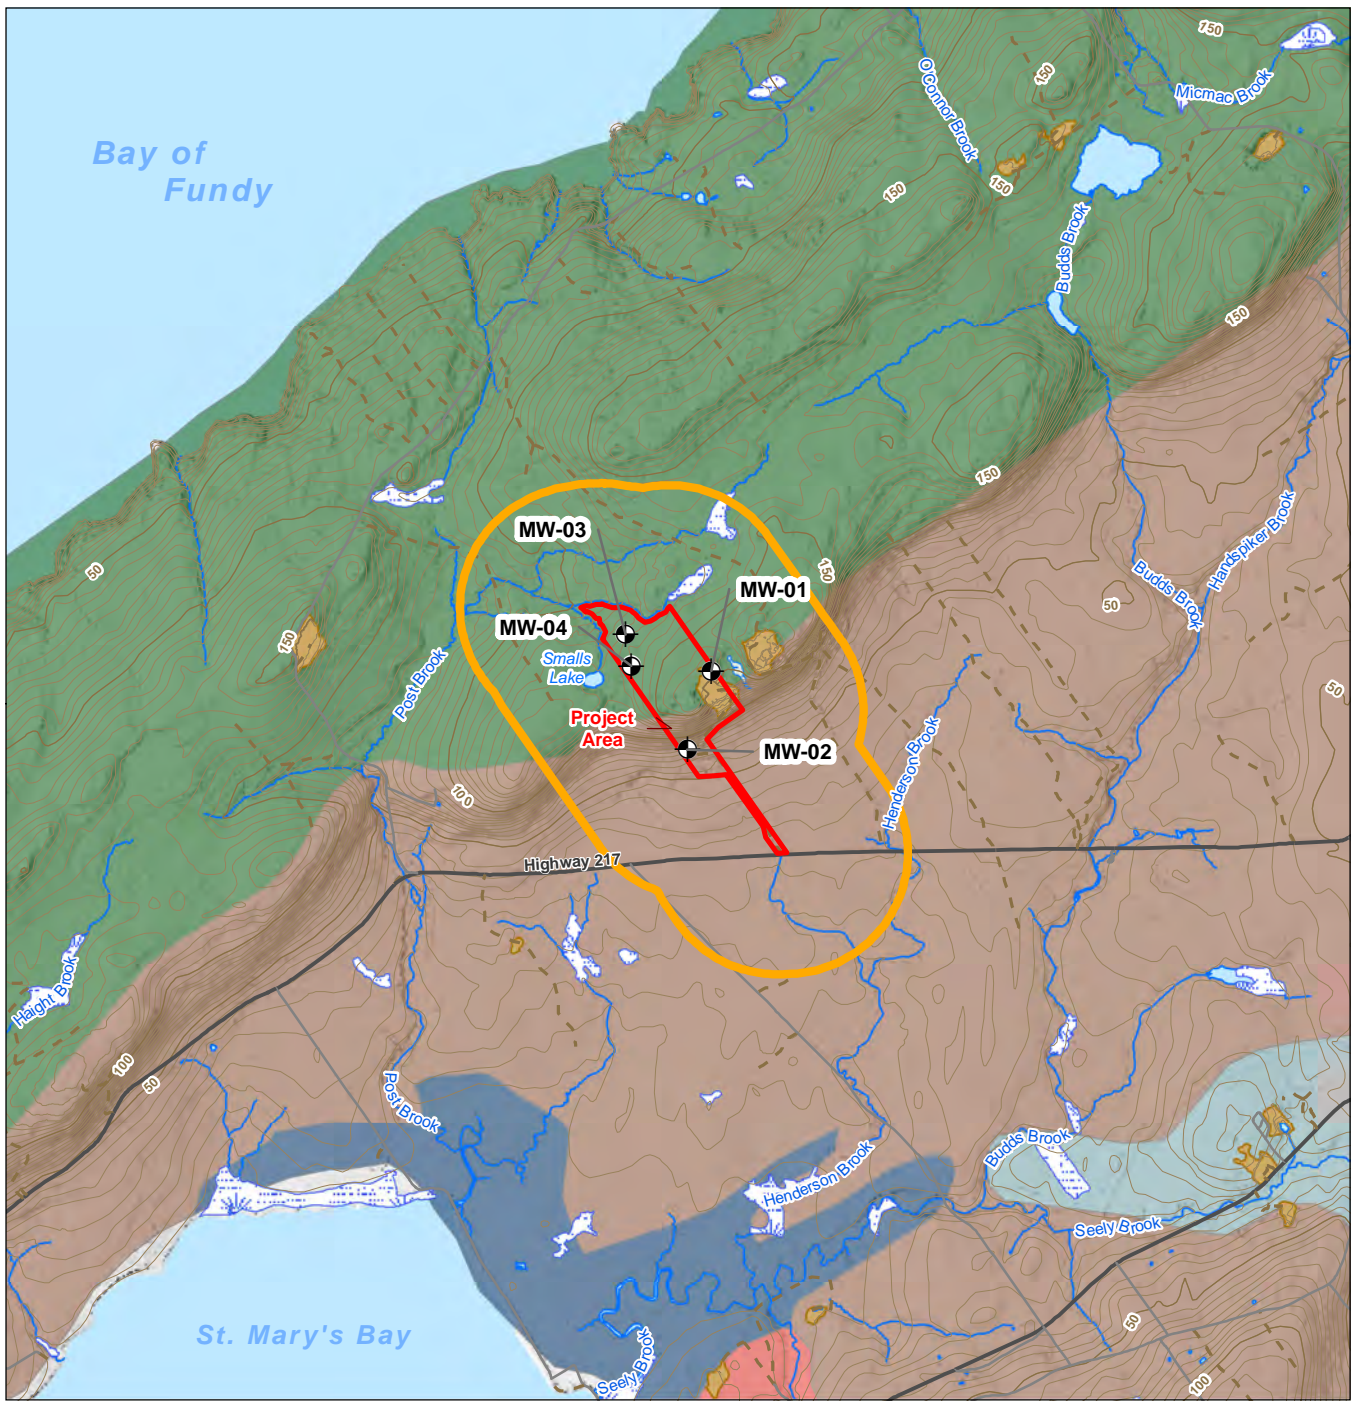 150
Micmac Brook
150
O'Connor Brook
Bay of
Fundy
150
150
Budds Brook
150
150
MW-03
Handspiker Brook
50
150
MW-01
Budds Brook
50
MW-04
150
Smalls
Lake
Post Brook
50
Project
Area
MW-02
Henderson Brook
100
Highway 217
Haight Brook
100
50
Post Brook
Budds Brook
Henderson Brook
Seely Brook
St. Mary's Bay
50
Seely Brook
100